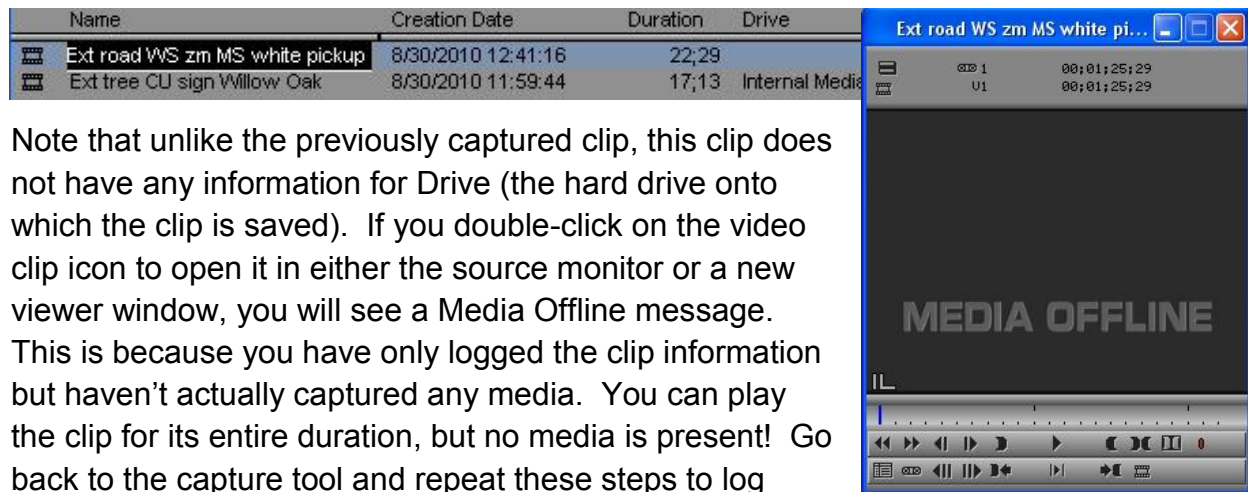 Name Creation Date Duration Drive
Ext road WS zm MS white pickup 8/30/2010 12:41:16 22;29
Ext tree CU sign Willow Oak 8/30/2010 11:59:44 17;13 Internal Media
Ext road WS zm MS white pi...
1 00;01;25;29
V1 00;01;25;29
MEDIA OFFLINE
0
Note that unlike the previously captured clip, this clip does
not have any information for Drive (the hard drive onto
which the clip is saved). If you double-click on the video
clip icon to open it in either the source monitor or a new
viewer window, you will see a Media Offline message.
This is because you have only logged the clip information
but haven’t actually captured any media. You can play
the clip for its entire duration, but no media is present! Go
back to the capture tool and repeat these steps to log